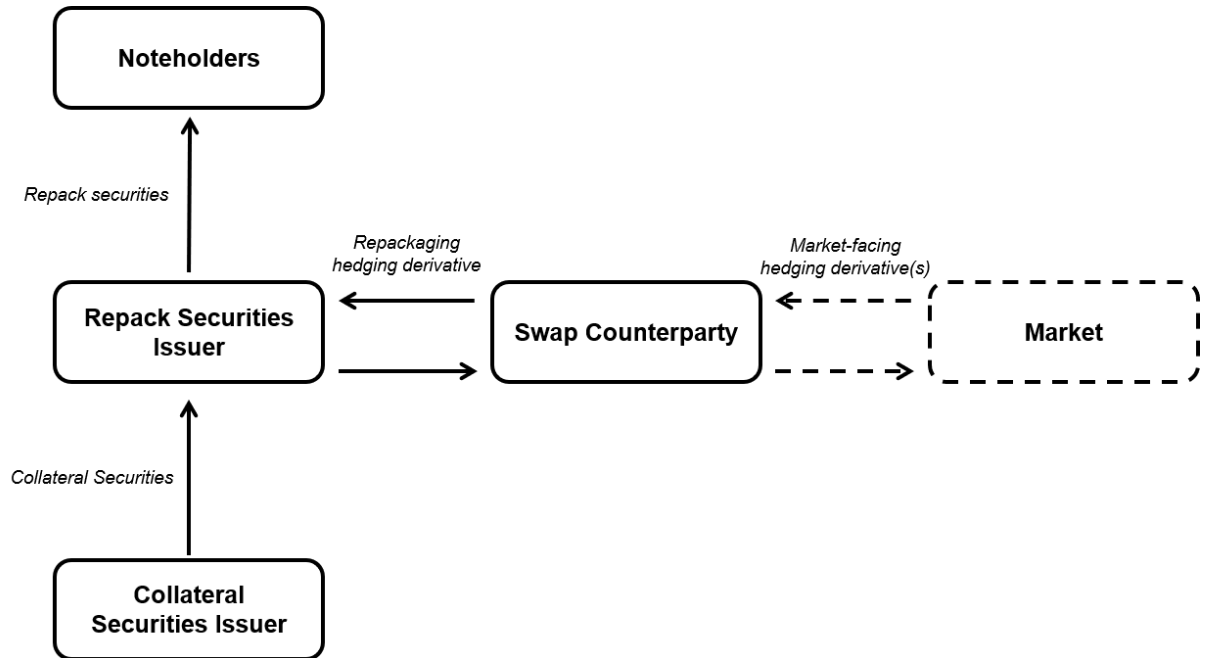 Noteholders
Repack securities
Repackaging
hedging derivative
Market-facing
hedging derivative(s)
Repack Securities
Issuer
Swap Counterparty
Market
Collateral Securities
Collateral
Securities Issuer